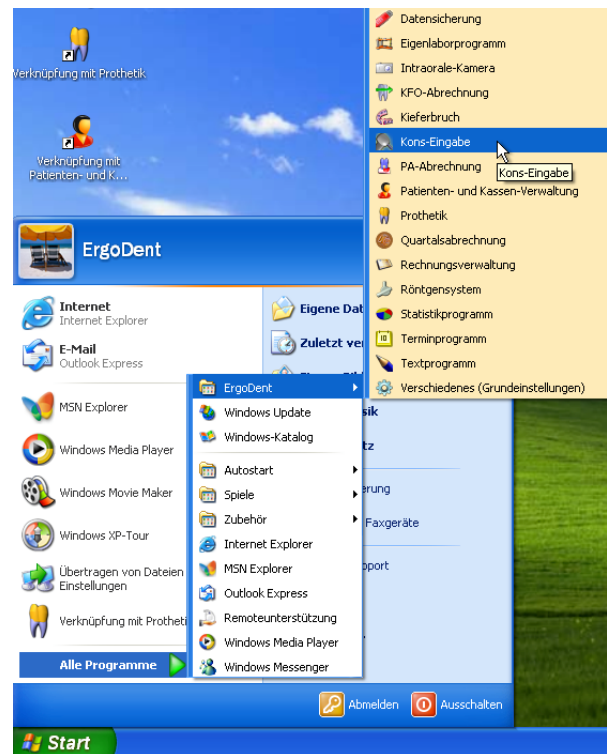 Verknüpfung mit Prothetik
Verknüpfung mit
Patienten- und K...
Datensicherung
Eigenlaborprogramm
Intraorale-Kamera
KFO-Abrechnung
Kieferbruch
Kons-Eingabe
PA-Abrechnung
Kons-Eingabe
Patienten- und Kassen-Verwaltung
Prothetik
Quartalsabrechnung
Rechnungsverwaltung
Röntgensystem
Statistikprogramm
Terminprogramm
Textprogramm
Verschiedenes (Grundeinstellungen)
ErgoDent
Internet
Internet Explorer
E-Mail
Outlook Express
MSN Explorer
Windows Media Player
Windows Movie Maker
Windows XP-Tour
Übertragen von Dateien
Einstellungen
Verknüpfung mit Protheti
Alle Programme
Eigene Dat
Zuletzt ve
sik
tz
erung
Faxgeräte
pport
ErgoDent
Windows Update
Windows-Katalog
Autostart
Spiele
Zubehör
Internet Explorer
MSN Explorer
Outlook Express
Remoteunterstützung
Windows Media Player
Windows Messenger
Abmelden
Ausschalten
Start